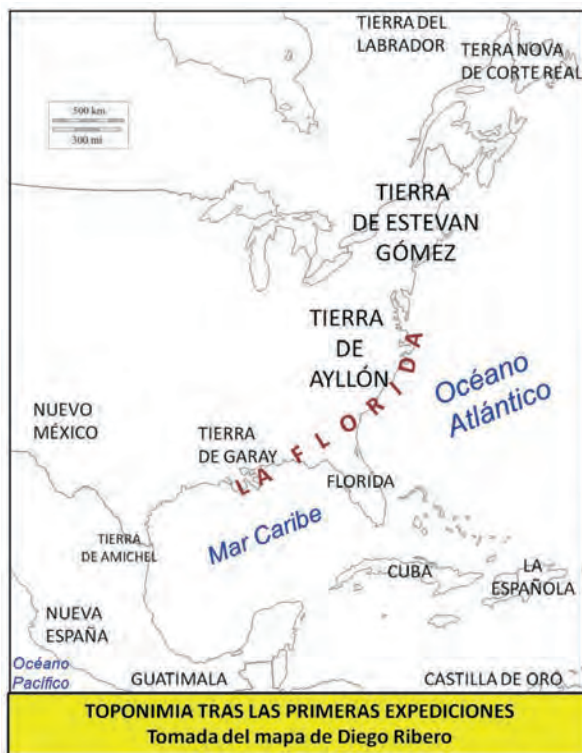 TIERRA DEL
LABRADOR
TERRA NOVA
DE CORTE REAL
500 km
300 mi
TIERRA
DE ESTEVAN
GÓMEZ
TIERRA
DE
AYLLÓN
Océano
Atlántico
NUEVO
MÉXICO
TIERRA
DE GARAY
LA FLORIDA
FLORIDA
Mar Caribe
TIERRA
DE AMICHEL
CUBA
LA
ESPAÑOLA
NUEVA
ESPAÑA
Océano
Pacífico
GUATIMALA
CASTILLA DE ORO
TOPONIMIA TRAS LAS PRIMERAS EXPEDICIONES
Tomada del mapa de Diego Ribero